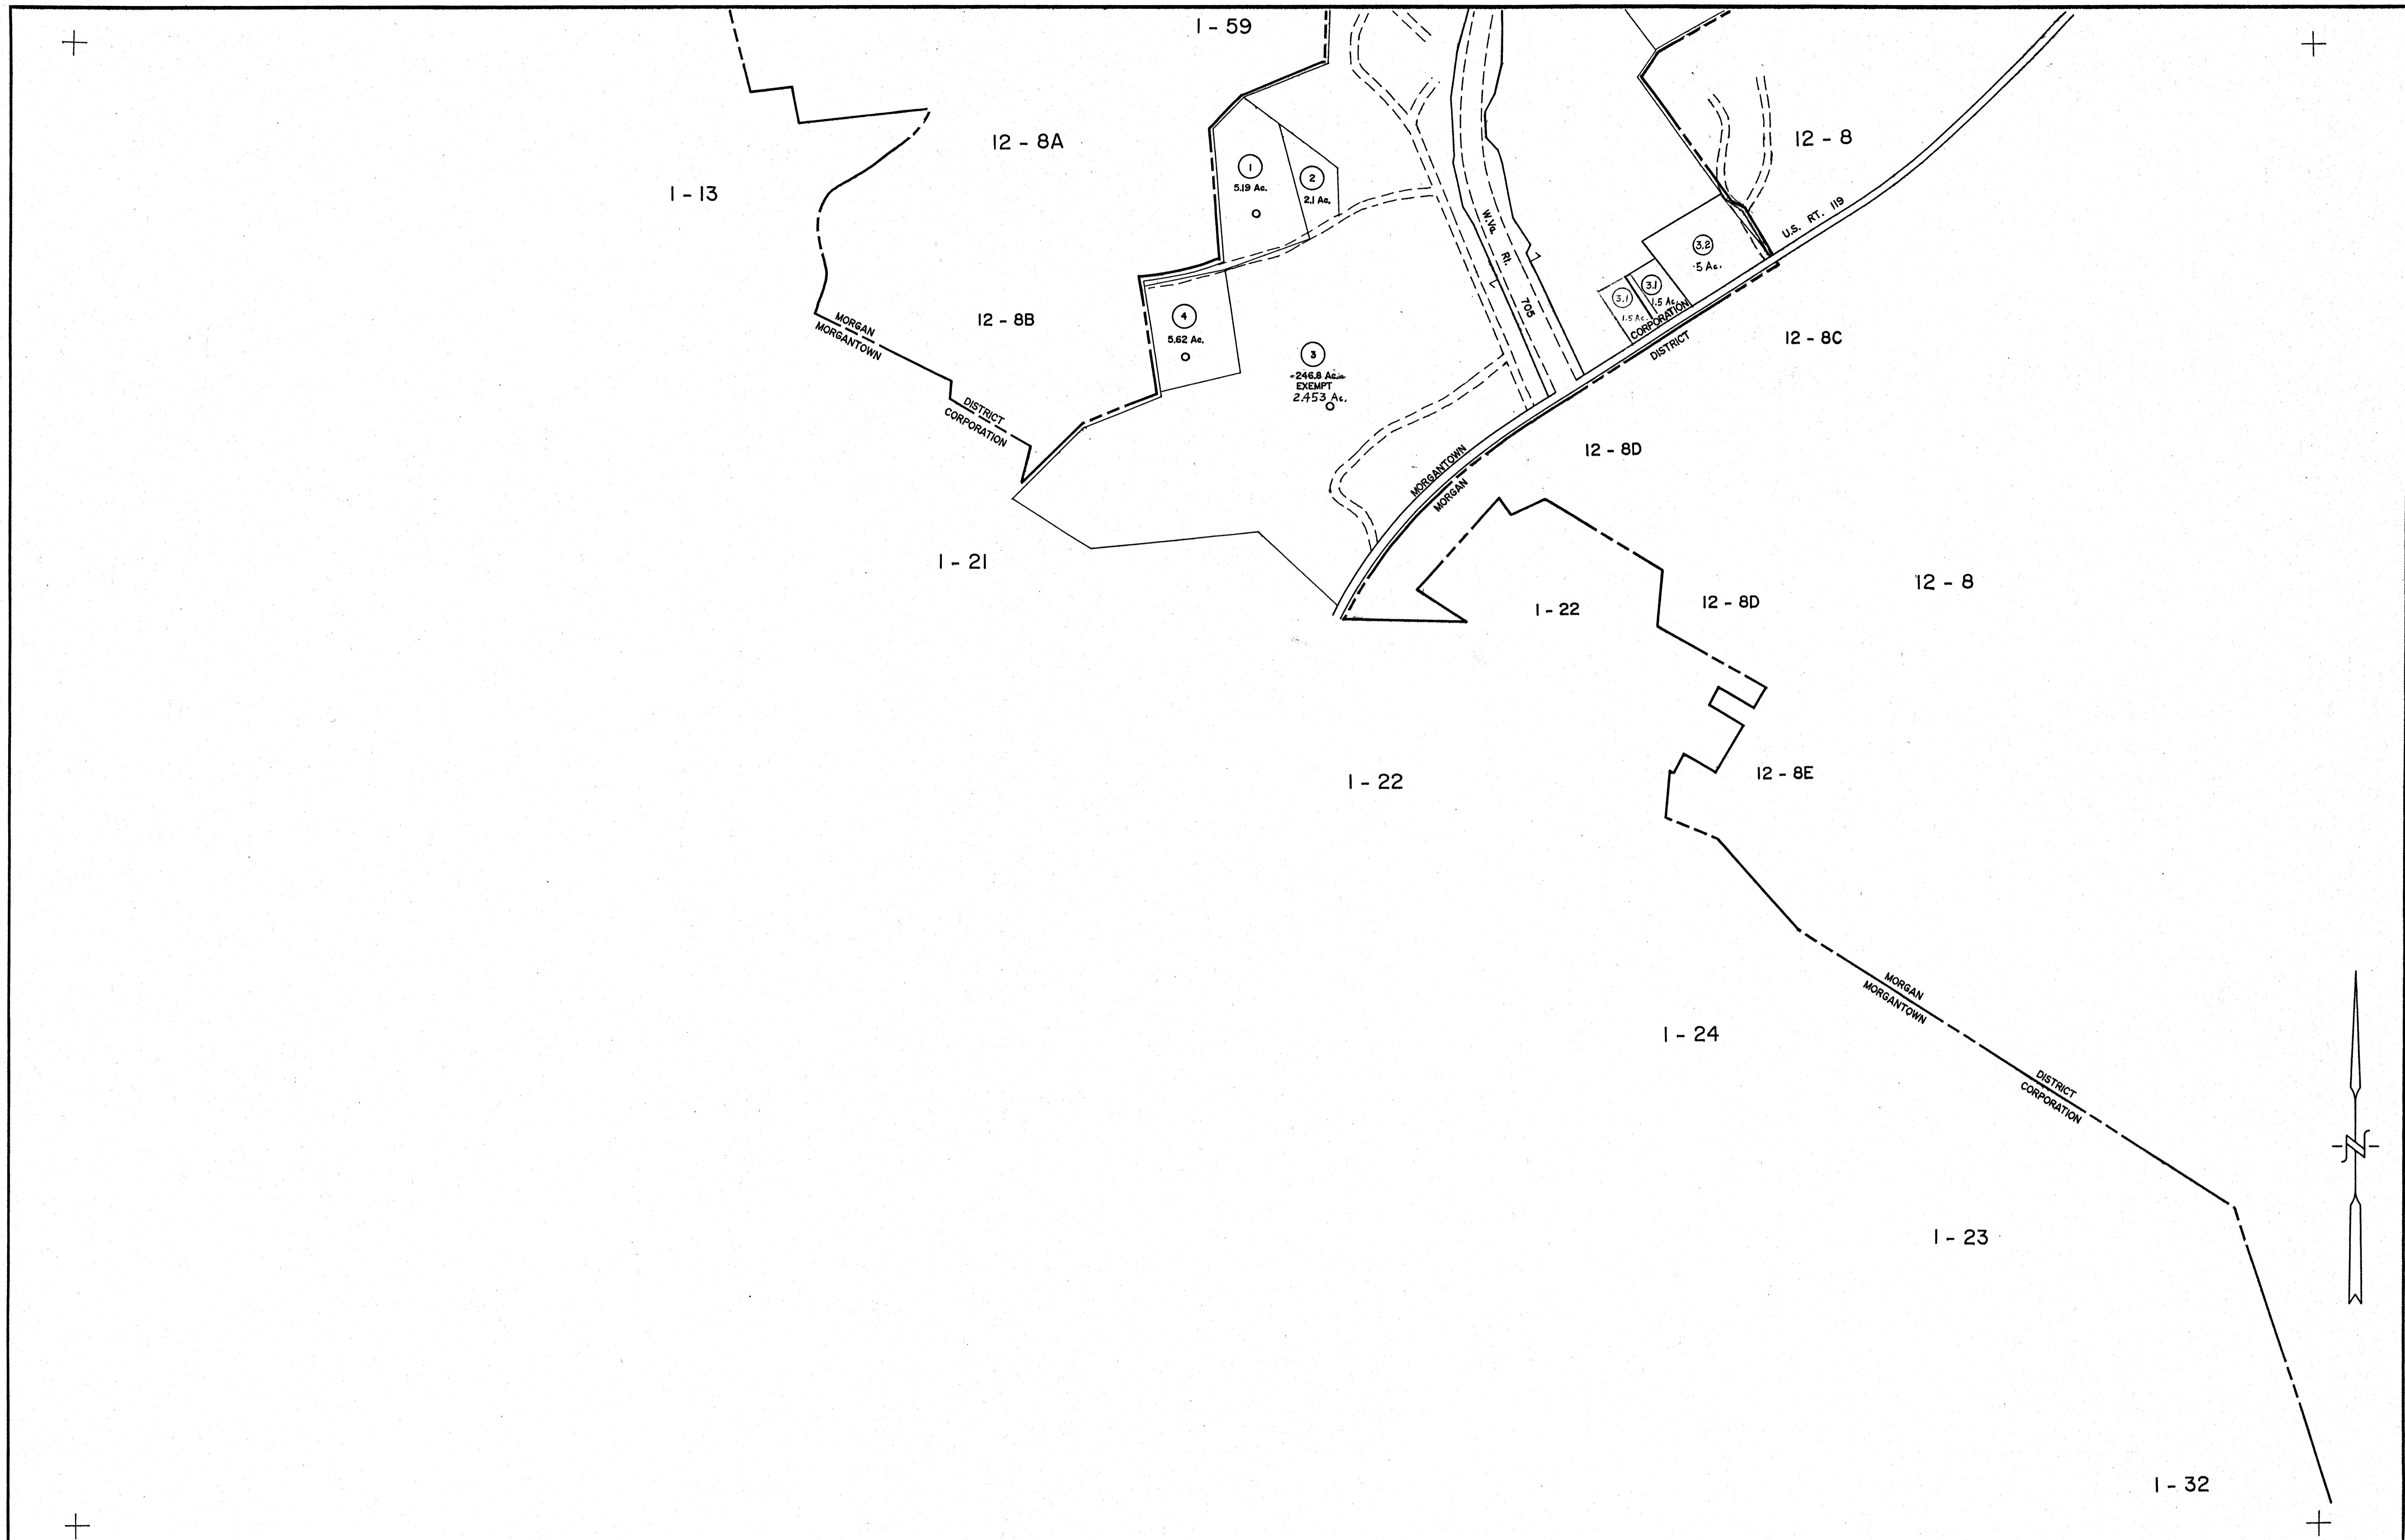 1 - 59
12 - 8A
12 - 8
1 - 13
1
5.19 Ac.
2
2.1 Ac.
W.Va. Rt. 705
U.S. RT. 119
3.2
.5 Ac.
3.1
1.5 Ac.
3.1
1.5 Ac.
CORPORATION
DISTRICT
12 - 8C
MORGAN
MORGANTOWN
12 - 8B
4
5.62 Ac.
3
246.8 Ac.
EXEMPT
2.453 Ac.
DISTRICT
CORPORATION
MORGANTOWN
MORGAN
12 - 8D
1 - 21
1 - 22
12 - 8D
12 - 8
1 - 22
12 - 8E
MORGAN
MORGANTOWN
1 - 24
DISTRICT
CORPORATION
N
1 - 23
1 - 32